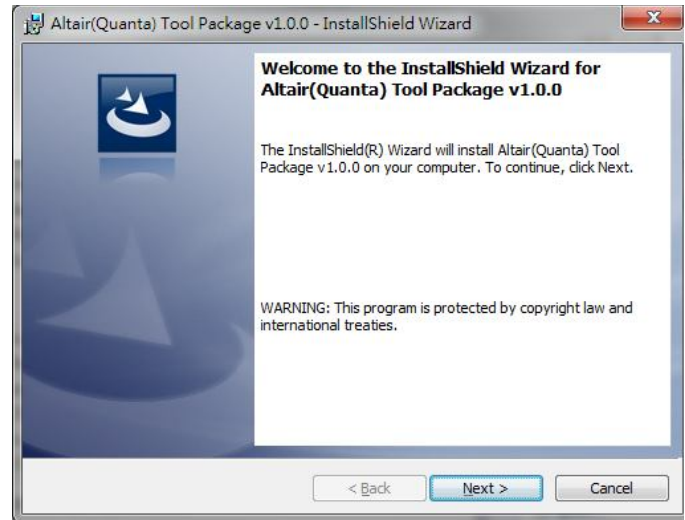 Altair(Quanta) Tool Package v1.0.0 - InstallShield Wizard
Welcome to the InstallShield Wizard for
Altair(Quanta) Tool Package v1.0.0
The InstallShield(R) Wizard will install Altair(Quanta) Tool
Package v1.0.0 on your computer. To continue, click Next.
WARNING: This program is protected by copyright law and
international treaties.
< Back
Next >
Cancel